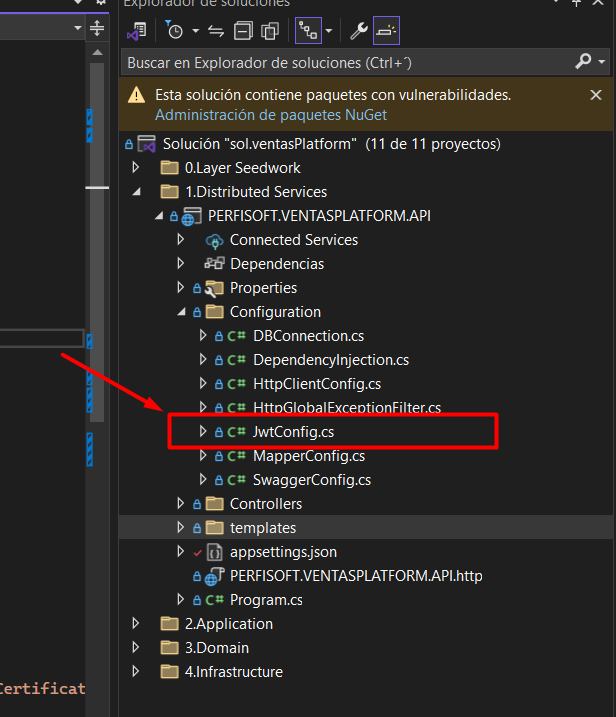 Explorador de soluciones
Buscar en Explorador de soluciones (Ctrl+´)
Esta solución contiene paquetes con vulnerabilidades.
Administración de paquetes NuGet
Solución "sol.ventasPlatform" (11 de 11 proyectos)
0.Layer Seedwork
1.Distributed Services
PERFISOFT.VENTASPLATFORM.API
Connected Services
Dependencias
Properties
Configuration
C# DBConnection.cs
C# DependencyInjection.cs
C# HttpClientConfig.cs
C# HttpGlobalExceptionFilter.cs
C# JwtConfig.cs
C# MapperConfig.cs
C# SwaggerConfig.cs
Controllers
templates
appsettings.json
PERFISOFT.VENTASPLATFORM.API.http
C# Program.cs
2.Application
3.Domain
4.Infrastructure
Certificat